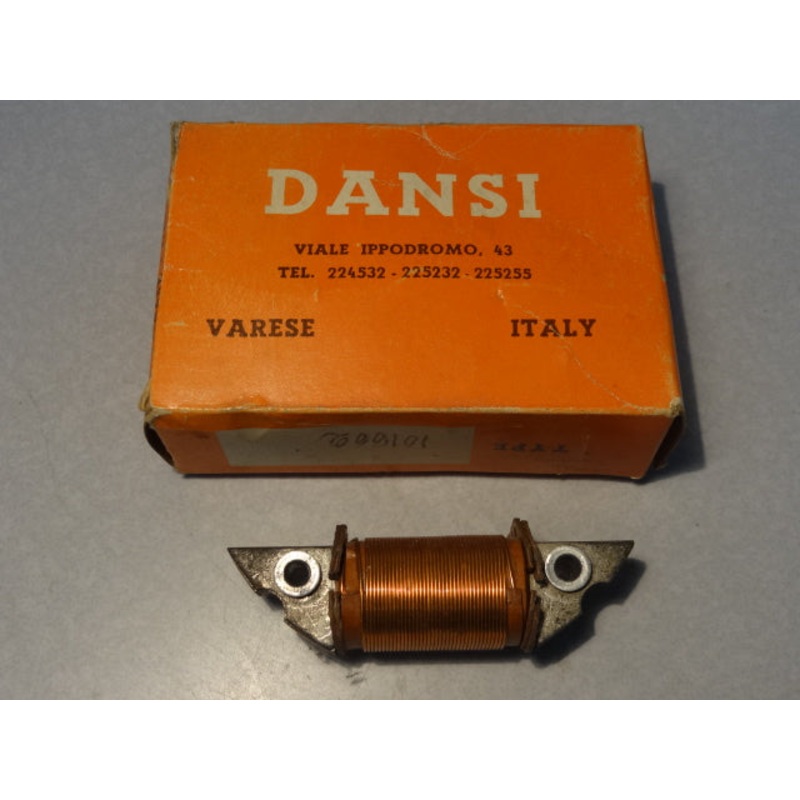 DANSI
VIALE IPPODROMO, 43
TEL. 224532 - 225232 - 225255
VARESE ITALY